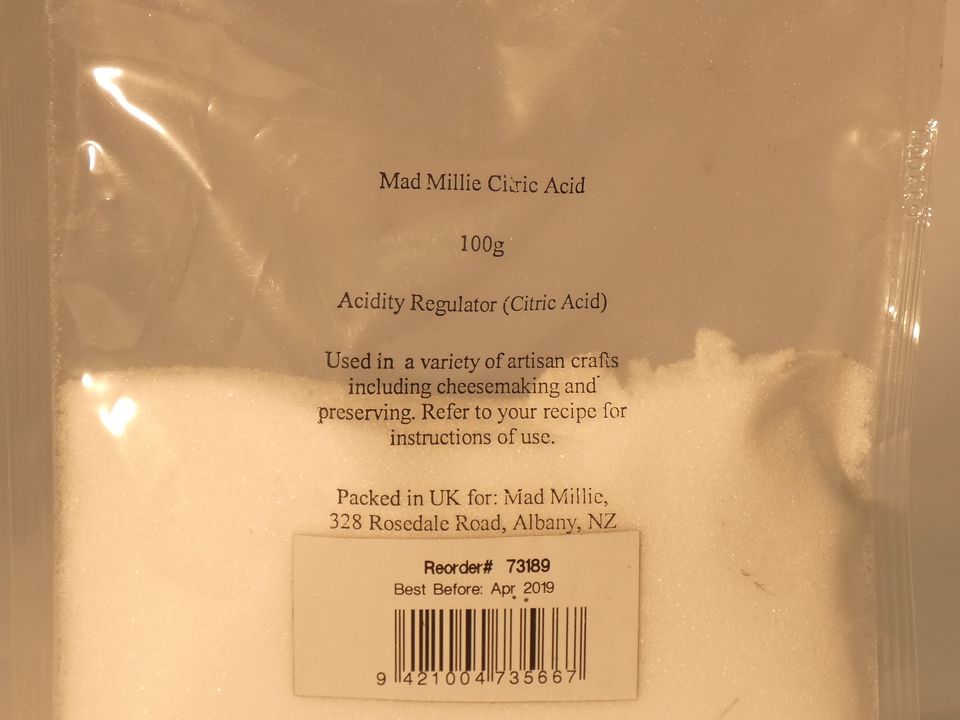 Mad Millie Citric Acid
100g
Acidity Regulator (Citric Acid)
Used in a variety of artisan crafts
including cheesemaking and
preserving. Refer to your recipe for
instructions of use.
Packed in UK for: Mad Millie,
328 Rosedale Road, Albany, NZ
Reorder# 73189
Best Before: Apr 2019
9 421004 735667